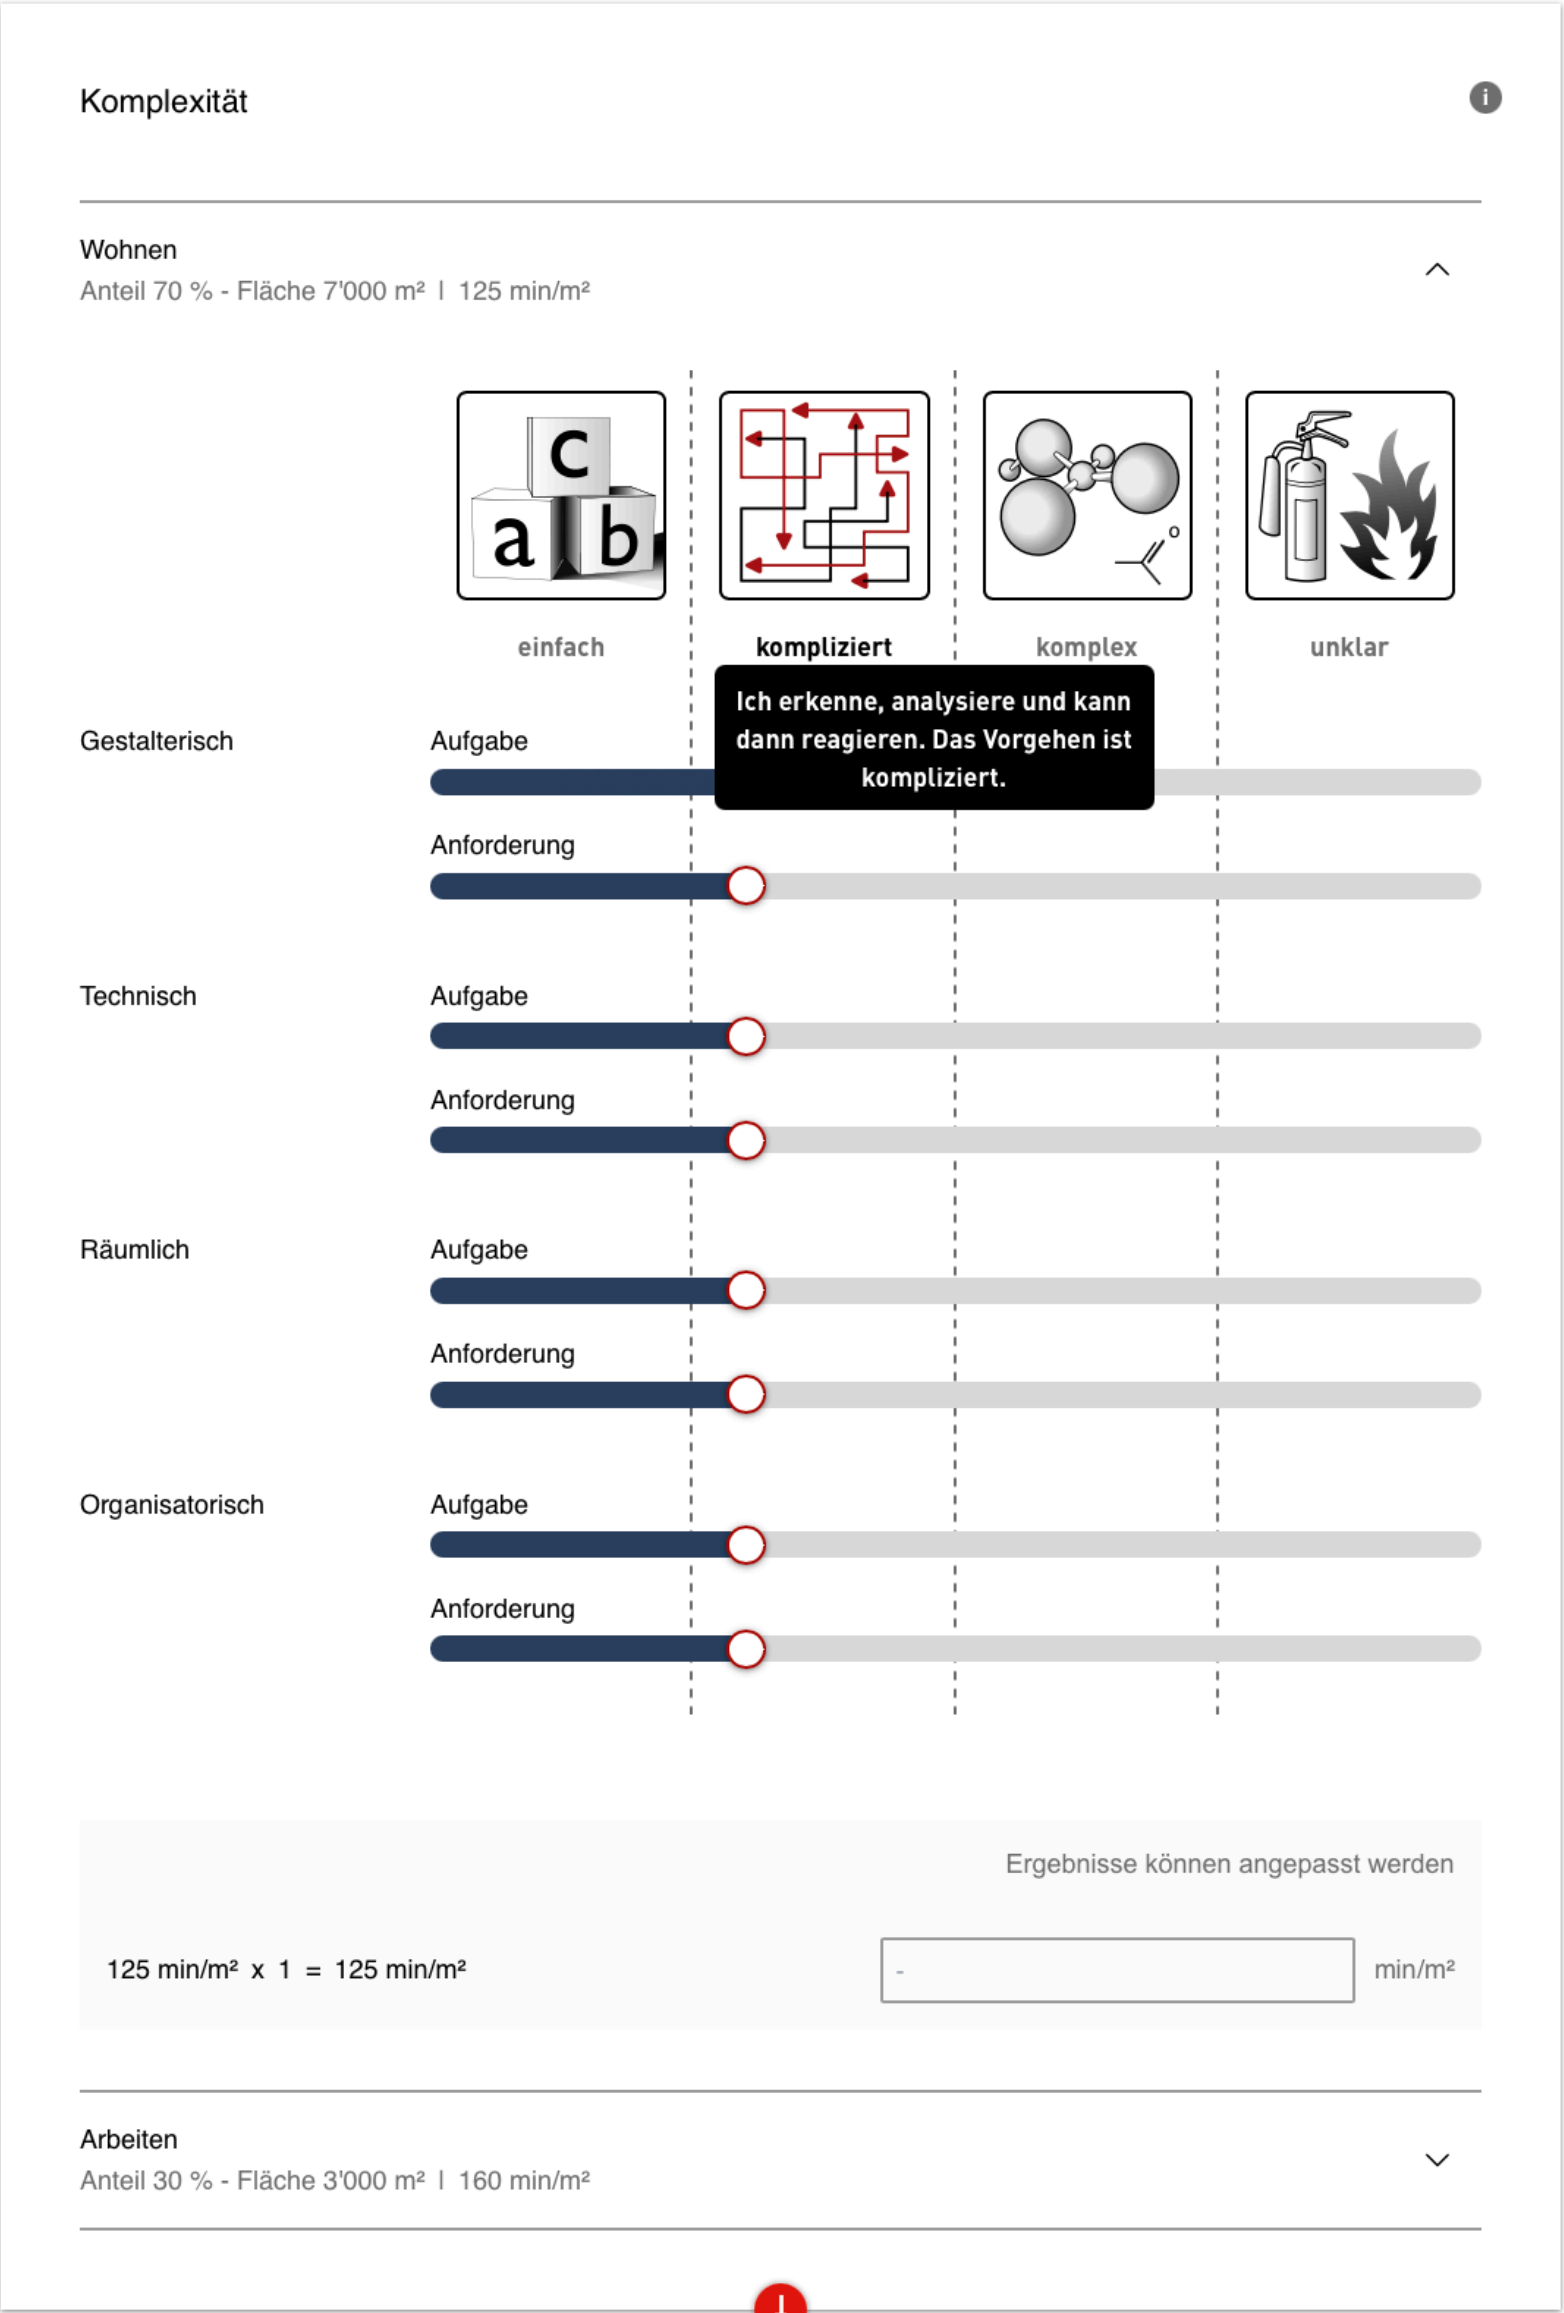 Komplexität
i
Wohnen
Anteil 70 % - Fläche 7'000 m² | 125 min/m²
c
a b
o
einfach kompliziert komplex unklar
Ich erkenne, analysiere und kann
dann reagieren. Das Vorgehen ist
kompliziert.
Gestalterisch Aufgabe
Anforderung
Technisch Aufgabe
Anforderung
Räumlich Aufgabe
Anforderung
Organisatorisch Aufgabe
Anforderung
Ergebnisse können angepasst werden
125 min/m² x 1 = 125 min/m² - min/m²
Arbeiten
Anteil 30 % - Fläche 3'000 m² | 160 min/m²